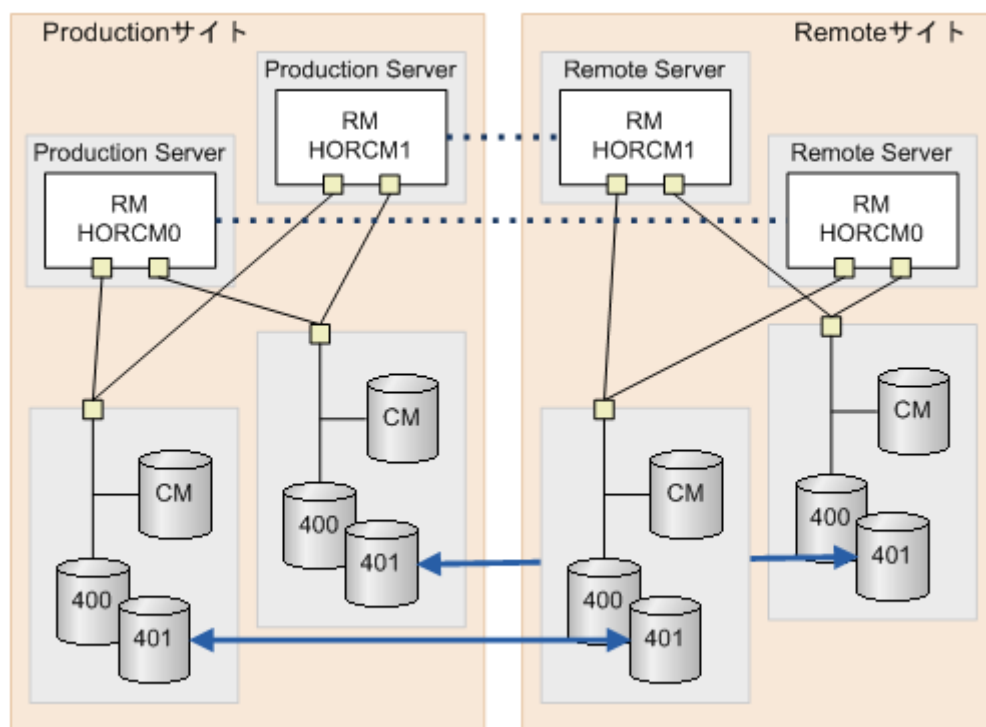 Productionサイト
Production Server
RM
HORCM1
Production Server
RM
HORCM0
CM
400
401
CM
400
401
Remoteサイト
Remote Server
RM
HORCM1
Remote Server
RM
HORCM0
CM
400
401
CM
400
401